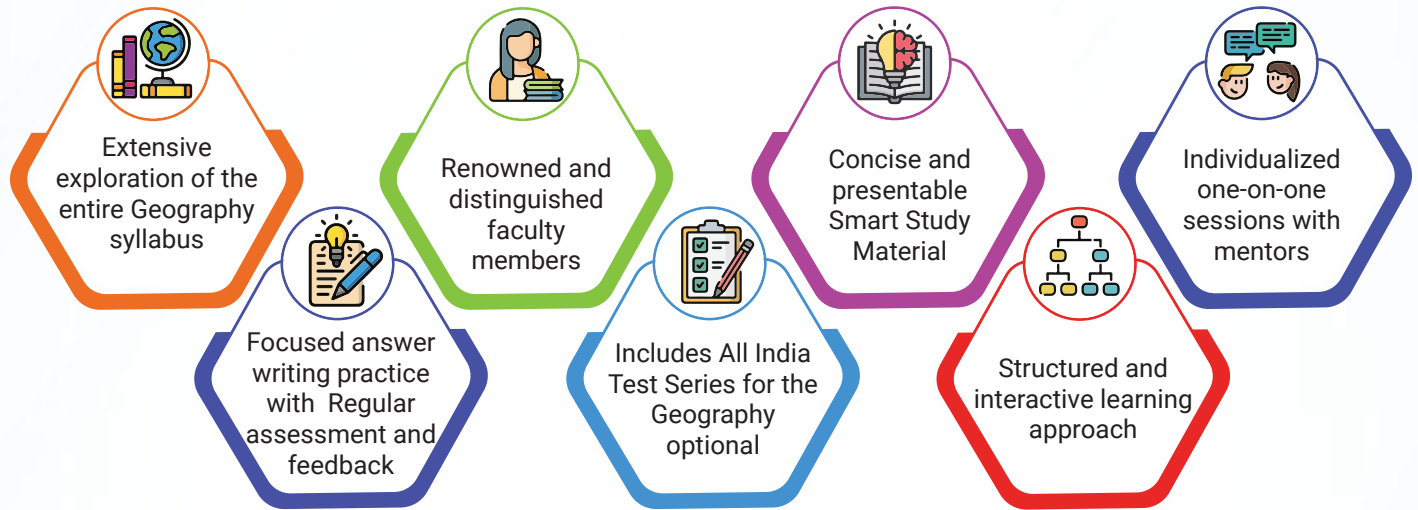 Extensive
exploration of the
entire Geography
syllabus
Focused answer
writing practice
with Regular
assessment and
feedback
Renowned and
distinguished
faculty
members
Includes All India
Test Series for the
Geography
optional
Concise and
presentable
Smart Study
Material
Structured and
interactive learning
approach
Individualized
one-on-one
sessions with
mentors